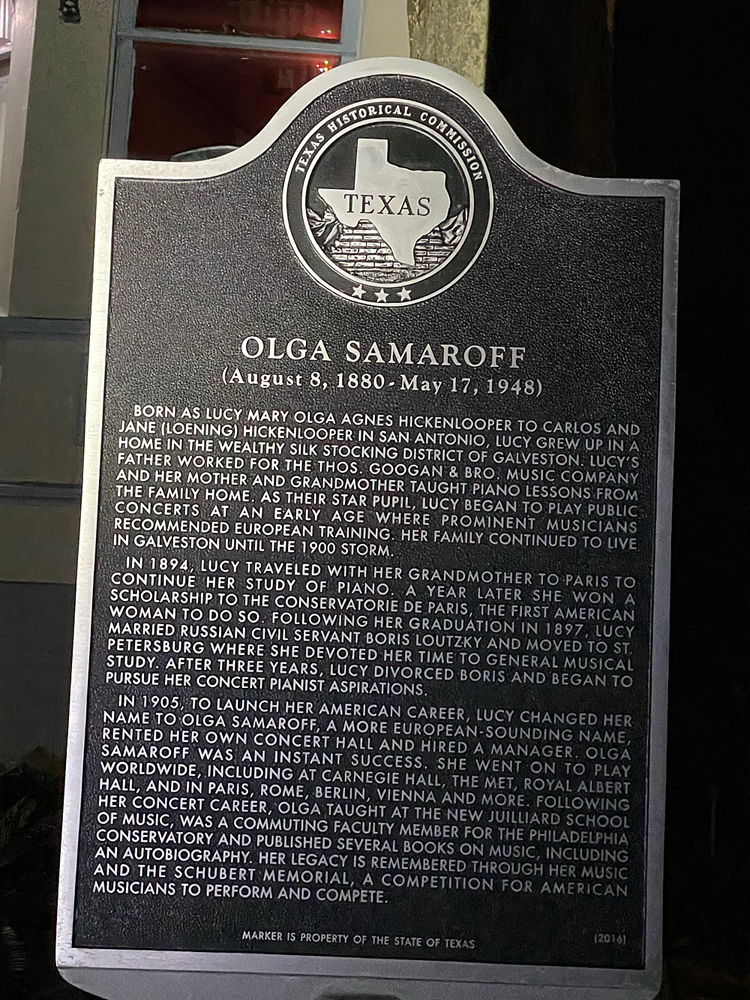 TEXAS HISTORICAL COMMISSION
TEXAS
OLGA SAMAROFF
(August 8, 1880 - May 17, 1948)
BORN AS LUCY MARY OLGA AGNES HICKENLOOPER TO CARLOS AND
JANE (LOENING) HICKENLOOPER IN SAN ANTONIO, LUCY GREW UP IN A
HOME IN THE WEALTHY SILK STOCKING DISTRICT OF GALVESTON. LUCY'S
FATHER WORKED FOR THE THOS. GOOGAN & BRO. MUSIC COMPANY
AND HER MOTHER AND GRANDMOTHER TAUGHT PIANO LESSONS FROM
THE FAMILY HOME. AS THEIR STAR PUPIL, LUCY BEGAN TO PLAY PUBLIC
CONCERTS AT AN EARLY AGE WHERE PROMINENT MUSICIANS
RECOMMENDED EUROPEAN TRAINING. HER FAMILY CONTINUED TO LIVE
IN GALVESTON UNTIL THE 1900 STORM.
IN 1894, LUCY TRAVELED WITH HER GRANDMOTHER TO PARIS TO
CONTINUE HER STUDY OF PIANO. A YEAR LATER SHE WON A
SCHOLARSHIP TO THE CONSERVATORIE DE PARIS, THE FIRST AMERICAN
WOMAN TO DO SO. FOLLOWING HER GRADUATION IN 1897, LUCY
MARRIED RUSSIAN CIVIL SERVANT BORIS LOUTZKY AND MOVED TO ST.
PETERSBURG WHERE SHE DEVOTED HER TIME TO GENERAL MUSICAL
STUDY. AFTER THREE YEARS, LUCY DIVORCED BORIS AND BEGAN TO
PURSUE HER CONCERT PIANIST ASPIRATIONS.
IN 1905, TO LAUNCH HER AMERICAN CAREER, LUCY CHANGED HER
NAME TO OLGA SAMAROFF, A MORE EUROPEAN-SOUNDING NAME,
RENTED HER OWN CONCERT HALL AND HIRED A MANAGER. OLGA
SAMAROFF WAS AN INSTANT SUCCESS. SHE WENT ON TO PLAY
WORLDWIDE, INCLUDING AT CARNEGIE HALL, THE MET, ROYAL ALBERT
HALL, AND IN PARIS, ROME, BERLIN, VIENNA AND MORE. FOLLOWING
HER CONCERT CAREER, OLGA TAUGHT AT THE NEW JUILLIARD SCHOOL
OF MUSIC, WAS A COMMUTING FACULTY MEMBER FOR THE PHILADELPHIA
CONSERVATORY AND PUBLISHED SEVERAL BOOKS ON MUSIC, INCLUDING
AN AUTOBIOGRAPHY. HER LEGACY IS REMEMBERED THROUGH HER MUSIC
AND THE SCHUBERT MEMORIAL, A COMPETITION FOR AMERICAN
MUSICIANS TO PERFORM AND COMPETE.
MARKER IS PROPERTY OF THE STATE OF TEXAS
(2016)